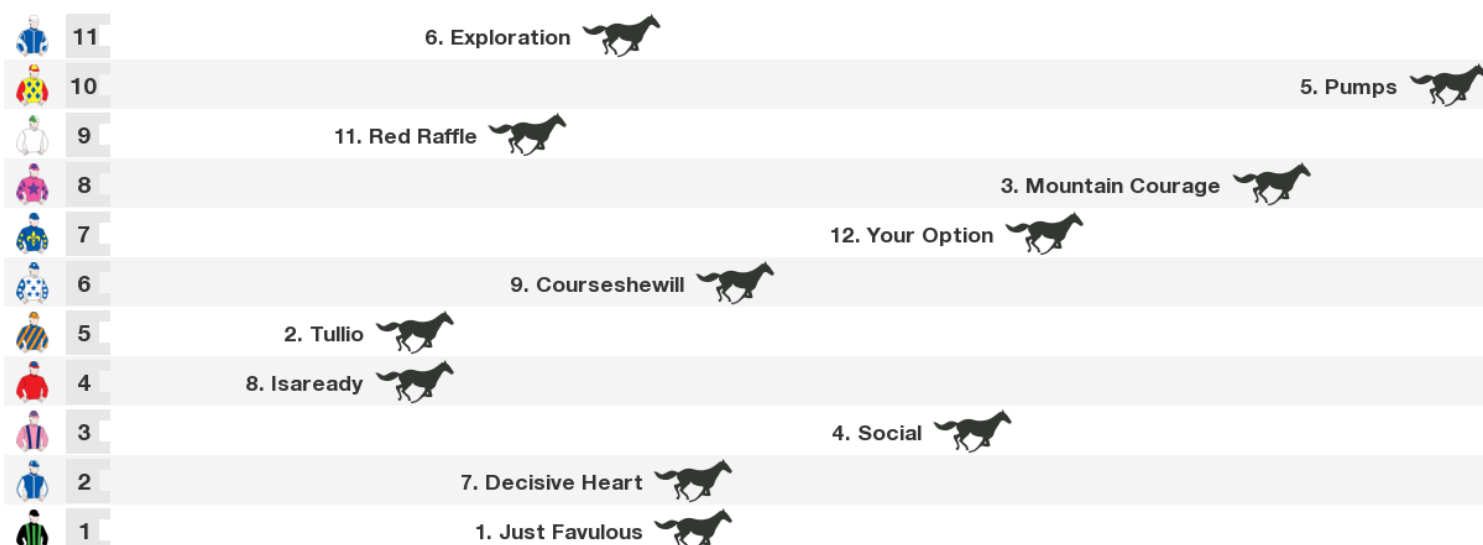 11 6. Exploration
10 5. Pumps
9 11. Red Raffle
8 3. Mountain Courage
7 12. Your Option
6 9. Courseshewill
5 2. Tullio
4 8. Isaready
3 4. Social
2 7. Decisive Heart
1 1. Just Favulous